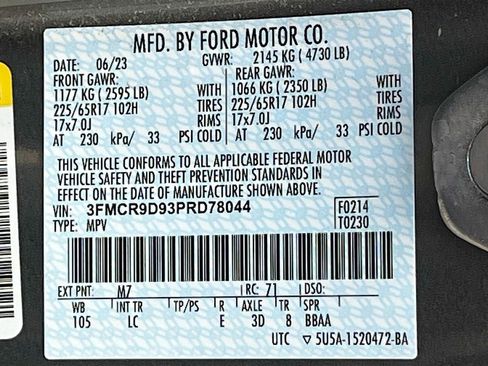 MFD. BY FORD MOTOR CO.
DATE: 06/23 GVWR: 2145 KG ( 4730 LB)
FRONT GAWR: REAR GAWR:
1177 KG ( 2595 LB) WITH 1066 KG ( 2350 LB) WITH
225/65R17 102H TIRES 225/65R17 102H TIRES
17x7.0J RIMS 17x7.0J RIMS
AT 230 kPa/ 33 PSI COLD AT 230 kPa/ 33 PSI COLD
THIS VEHICLE CONFORMS TO ALL APPLICABLE FEDERAL MOTOR
VEHICLE SAFETY AND THEFT PREVENTION STANDARDS IN
EFFECT ON THE DATE OF MANUFACTURE SHOWN ABOVE.
VIN: 3FMCR9D93PRD78044 F0214
TYPE: MPV T0230
EXT PNT: M7 RC: 71 DSO:
WB INT TR TP/PS R AXLE TR SPR
105 LC E 3D 8 BBAA
UTC ▽ 5U5A-1520472-BA